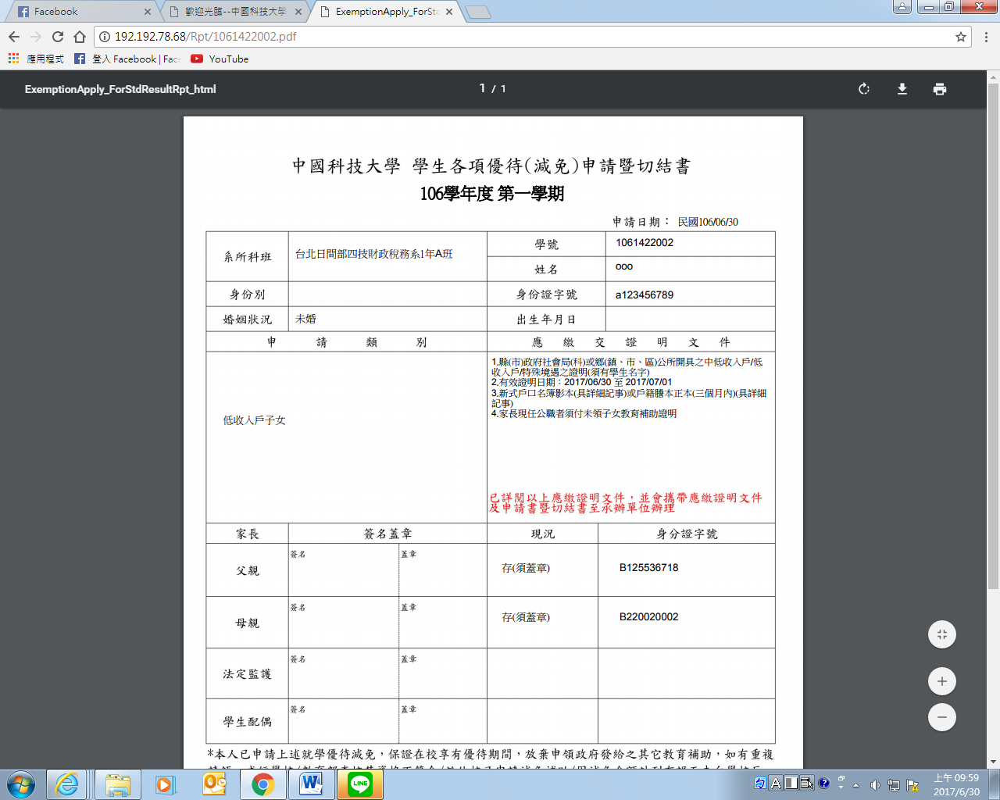 Facebook
歡迎光臨--中國科技大學
ExemptionApply_ForStd
192.192.78.68/Rpt/1061422002.pdf
應用程式
登入 Facebook | Face
YouTube
ExemptionApply_ForStdResultRpt_html
1 / 1
中國科技大學 學生各項優待(減免)申請暨切結書
106學年度 第一學期
申請日期： 民國106/06/30
系所科班 台北日間部四技財政稅務系1年A班 學號 1061422002
姓名 ooo
身份別 身份證字號 a123456789
婚姻狀況 未婚 出生年月日
申 請 類 別 應 繳 交 證 明 文 件
低收入戶子女
1.縣(市)政府社會局(科)或鄉(鎮、市、區)公所開具之中低收入戶/低
收入戶/特殊境遇之證明(須有學生名字)
2.有效證明日期：2017/06/30 至 2017/07/01
3.新式戶口名簿影本(具詳細記事)或戶籍謄本正本(三個月內)(具詳細
記事)
4.家長現任公職者須付未領子女教育補助證明
已詳閱以上應繳證明文件，並會攜帶應繳證明文件
及申請書暨切結書至承辦單位辦理
家長 簽名蓋章 現況 身分證字號
父親 簽名 蓋章 存(須蓋章) B125536718
母親 簽名 蓋章 存(須蓋章) B220020002
法定監護 簽名 蓋章
學生配偶 簽名 蓋章
*本人已申請上述就學優待減免，保證在校享有優待期間，放棄申領政府發給之其它教育補助，如有重複
上午 09:59
2017/6/30